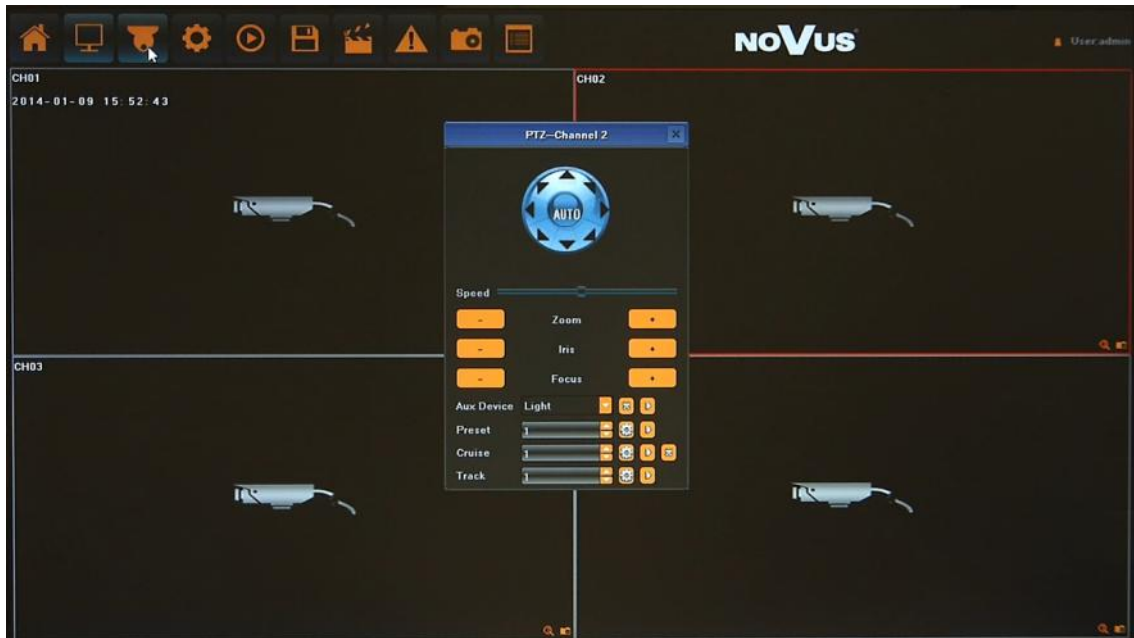 NOVUS
User:admin
CH01
2014-01-09 15:52:43
CH02
PTZ--Channel 2
AUTO
Speed
- Zoom +
- Iris +
- Focus +
Aux Device Light
Preset 1
Cruise 1
Track 1
CH03